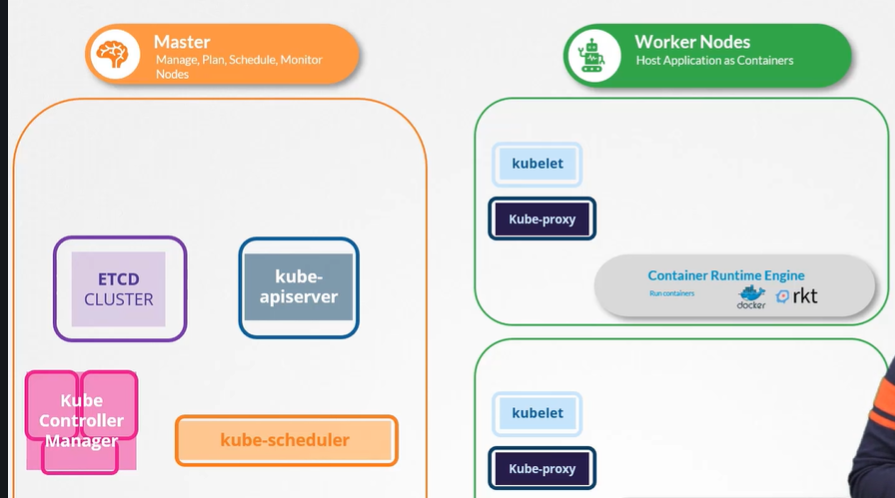 Master
Manage, Plan, Schedule, Monitor
Nodes
ETCD
CLUSTER
kube-
apiserver
Kube
Controller
Manager
kube-scheduler
Worker Nodes
Host Application as Containers
kubelet
Kube-proxy
Container Runtime Engine
Run containers
docker
rkt
kubelet
Kube-proxy